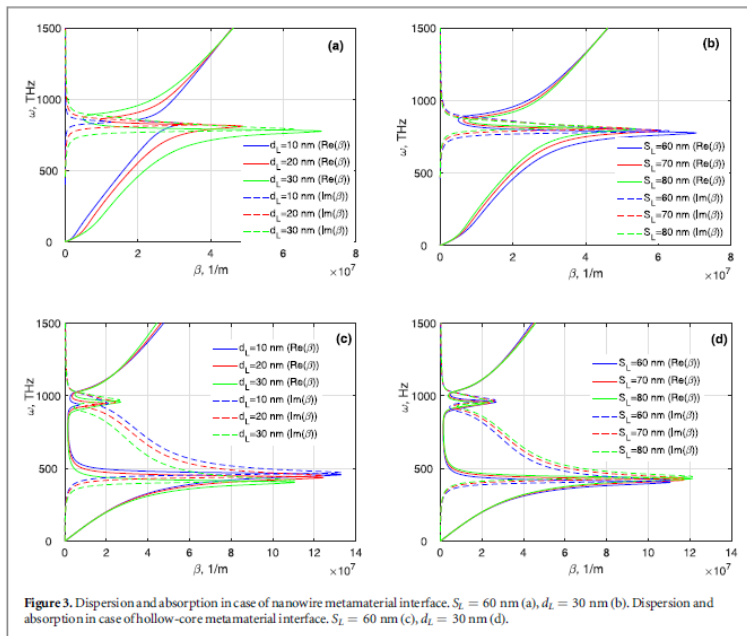 (a)
1500
1000
500
0
ω, THz
d_L=10 nm (Re(β))
d_L=20 nm (Re(β))
d_L=30 nm (Re(β))
d_L=10 nm (Im(β))
d_L=20 nm (Im(β))
d_L=30 nm (Im(β))
0 2 4 6 8
β, 1/m
×10⁷
(b)
1500
1000
500
0
ω, THz
S_L=60 nm (Re(β))
S_L=70 nm (Re(β))
S_L=80 nm (Re(β))
S_L=60 nm (Im(β))
S_L=70 nm (Im(β))
S_L=80 nm (Im(β))
0 2 4 6 8
β, 1/m
×10⁷
(c)
1500
1000
500
0
ω, THz
d_L=10 nm (Re(β))
d_L=20 nm (Re(β))
d_L=30 nm (Re(β))
d_L=10 nm (Im(β))
d_L=20 nm (Im(β))
d_L=30 nm (Im(β))
0 2 4 6 8 10 12 14
β, 1/m
×10⁷
(d)
1500
1000
500
0
ω, THz
S_L=60 nm (Re(β))
S_L=70 nm (Re(β))
S_L=80 nm (Re(β))
S_L=60 nm (Im(β))
S_L=70 nm (Im(β))
S_L=80 nm (Im(β))
0 2 4 6 8 10 12 14
β, 1/m
×10⁷
Figure 3. Dispersion and absorption in case of nanowire metamaterial interface. S_L = 60 nm (a), d_L = 30 nm (b). Dispersion and
absorption in case of hollow-core metamaterial interface. S_L = 60 nm (c), d_L = 30 nm (d).